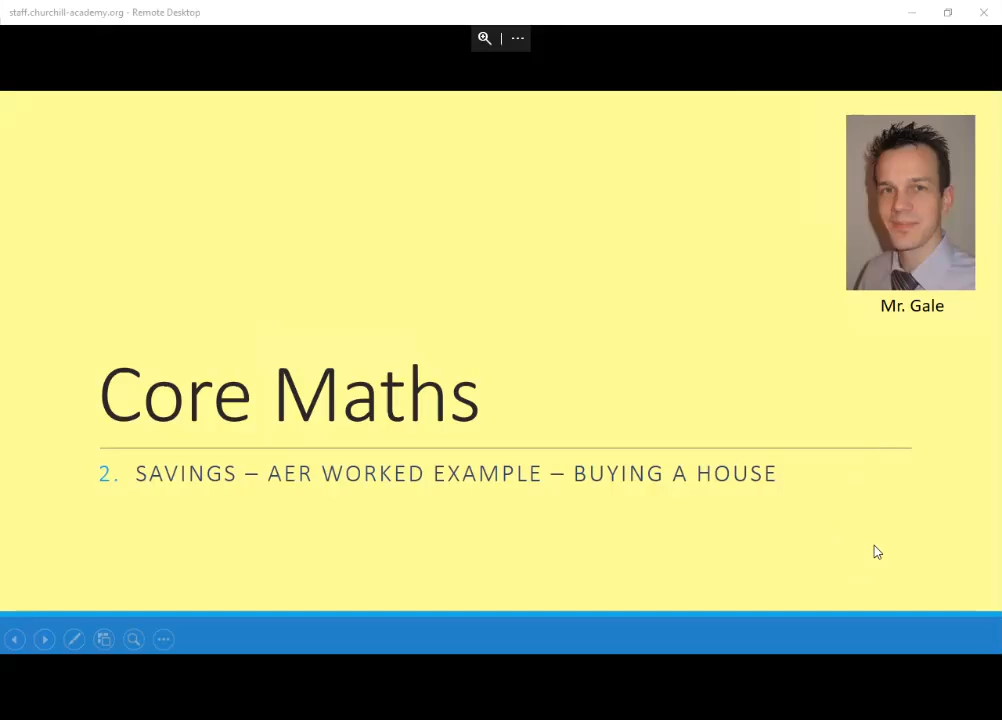 staff.churchill-academy.org - Remote Desktop
Mr. Gale
Core Maths
2. SAVINGS – AER WORKED EXAMPLE – BUYING A HOUSE